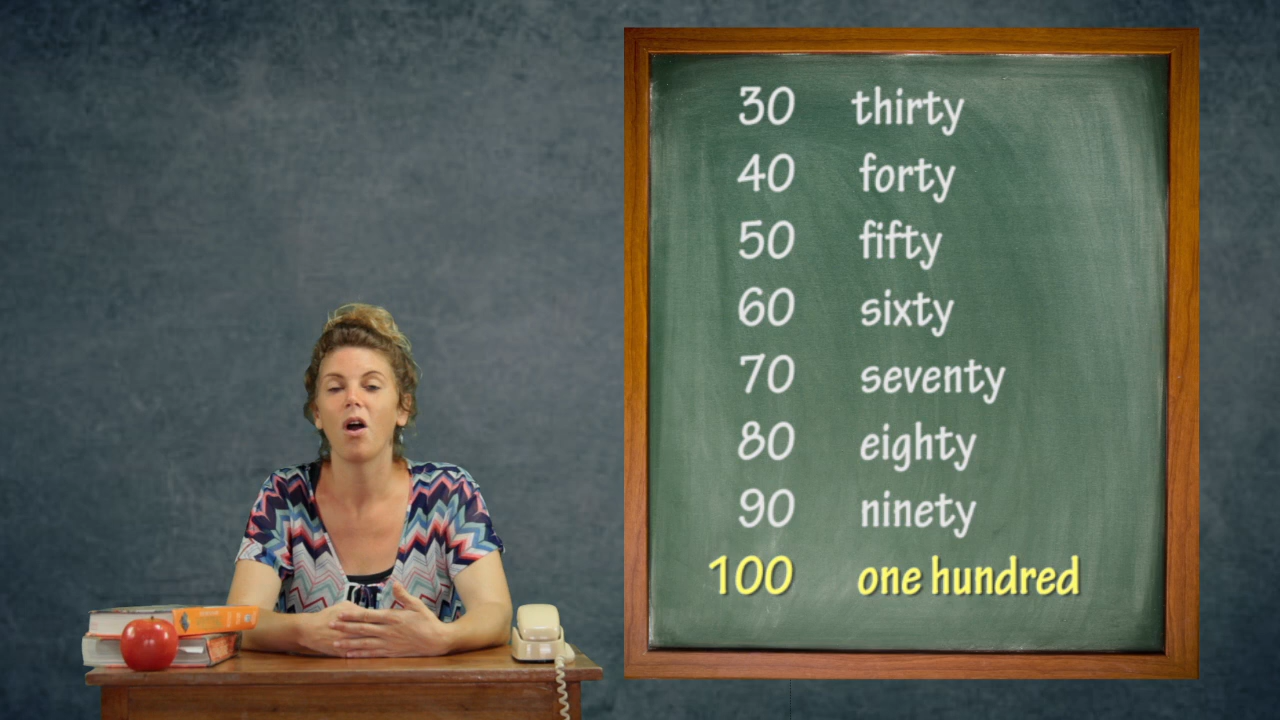 30 thirty
40 forty
50 fifty
60 sixty
70 seventy
80 eighty
90 ninety
100 one hundred